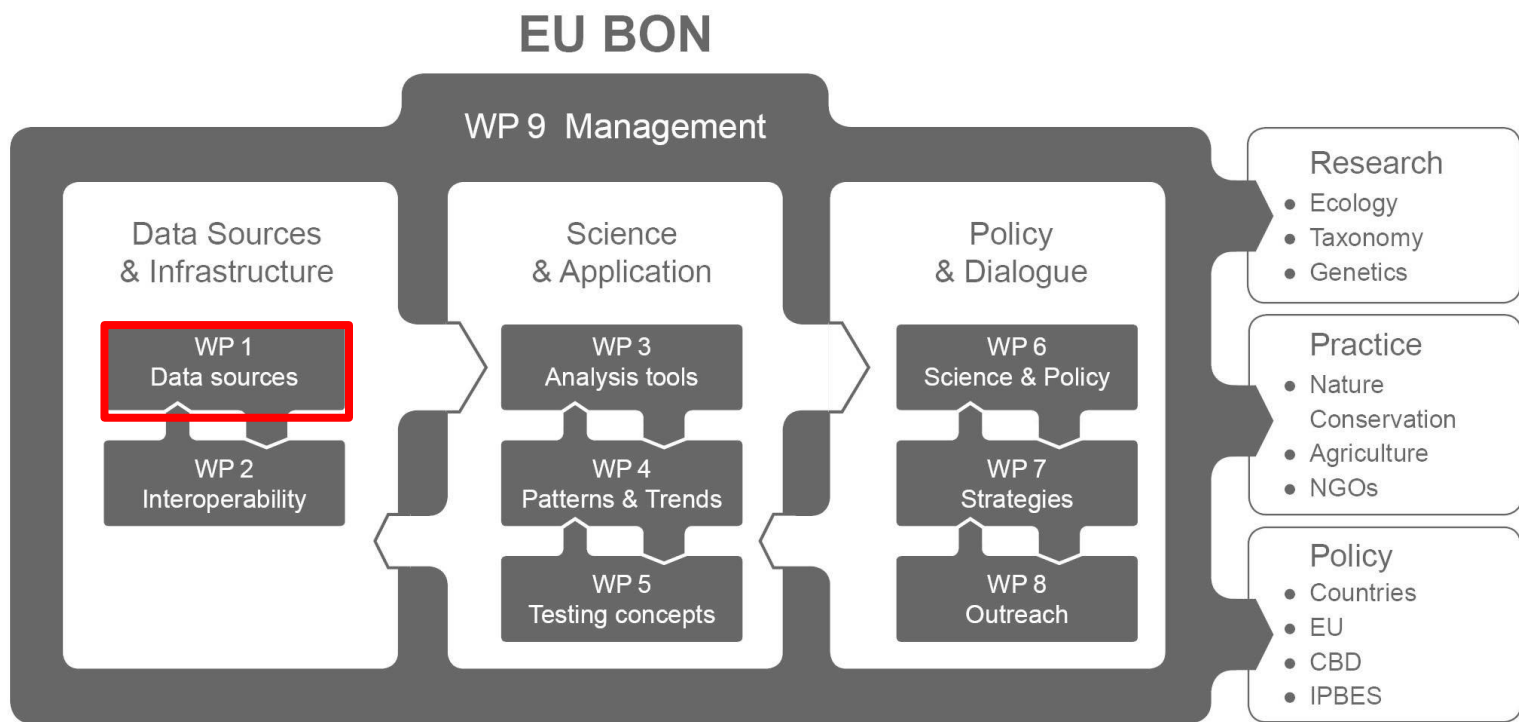 EU BON
WP 9 Management
Data Sources
& Infrastructure
WP 1
Data sources
WP 2
Interoperability
Science
& Application
WP 3
Analysis tools
WP 4
Patterns & Trends
WP 5
Testing concepts
Policy
& Dialogue
WP 6
Science & Policy
WP 7
Strategies
WP 8
Outreach
Research
● Ecology
● Taxonomy
● Genetics
Practice
● Nature
Conservation
● Agriculture
● NGOs
Policy
● Countries
● EU
● CBD
● IPBES